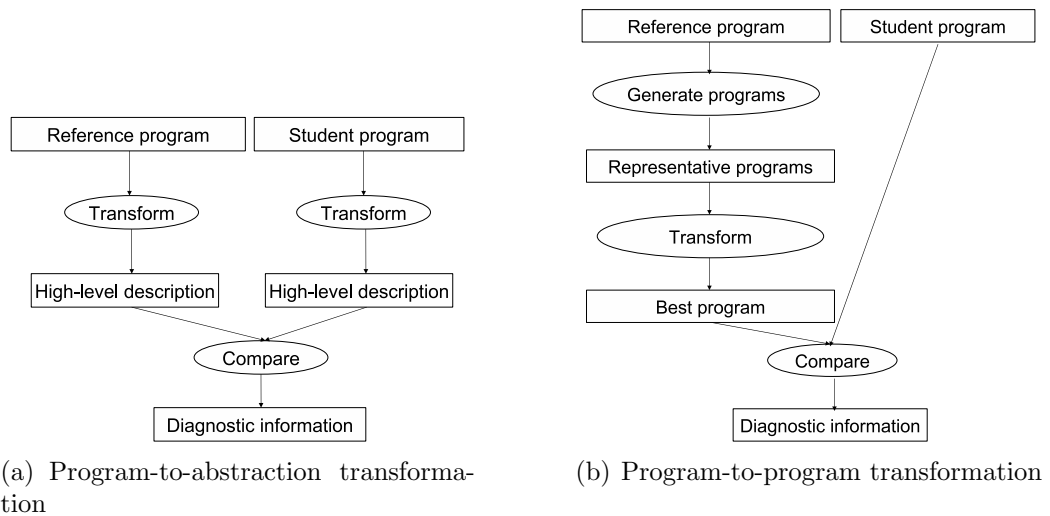 Reference program
Student program
Transform
Transform
High-level description
High-level description
Compare
Diagnostic information
(a) Program-to-abstraction transforma-
tion
Reference program
Student program
Generate programs
Representative programs
Transform
Best program
Compare
Diagnostic information
(b) Program-to-program transformation